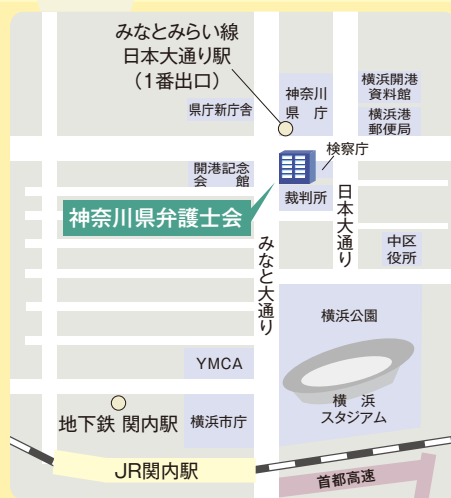 みなとみらい線
日本大通り駅
(1番出口)
県庁新庁舎
神奈川
県 庁
横浜開港
資料館
横浜港
郵便局
検察庁
開港記念
会 館
裁判所
神奈川県弁護士会
日本大通り
みなと大通り
中区
役所
横浜公園
YMCA
横 浜
スタジアム
地下鉄 関内駅
横浜市庁
JR関内駅
首都高速